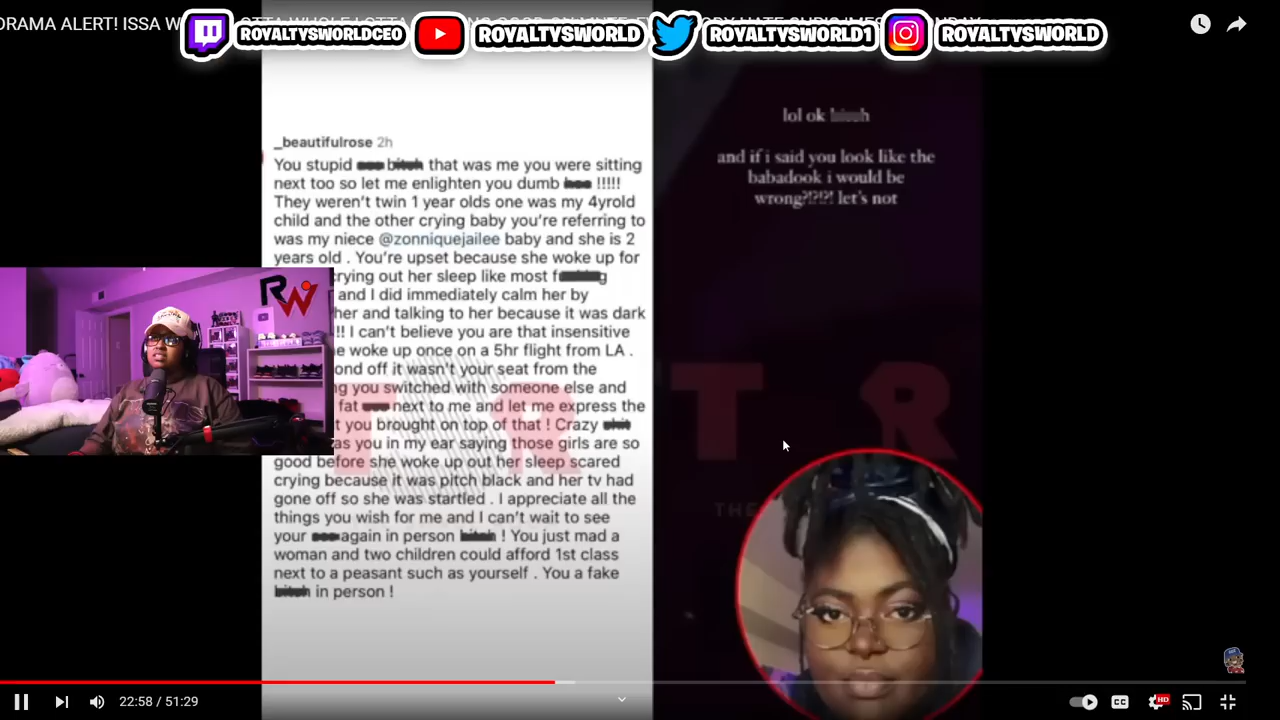 ROYALTYSWORLDCEO
ROYALTYSWORLD
ROYALTYSWORLD1
ROYALTYSWORLD
DRAMA ALERT! ISSA
_beautifulrose 2h
You stupid bitch that was me you were sitting
next too so let me enlighten you dumb !!!!!
They weren't twin 1 year olds one was my 4yrold
child and the other crying baby you're referring to
was my niece @zonniquejailee baby and she is 2
years old . You're upset because she woke up for
crying out her sleep like most
and I did immediately calm her by
her and talking to her because it was dark
!! I can't believe you are that insensitive
woke up once on a 5hr flight from LA .
ond off it wasn't your seat from the
ng you switched with someone else and
fat next to me and let me express the
t you brought on top of that ! Crazy shit
as you in my ear saying those girls are so
good before she woke up out her sleep scared
crying because it was pitch black and her tv had
gone off so she was startled . I appreciate all the
things you wish for me and I can't wait to see
your again in person bitch ! You just mad a
woman and two children could afford 1st class
next to a peasant such as yourself . You a fake
bitch in person !
lol ok
and if i said you look like the
babadook i would be
wrong?!?!?! let's not
RW
T R
T R
THE
22:58 / 51:29
CC
HD